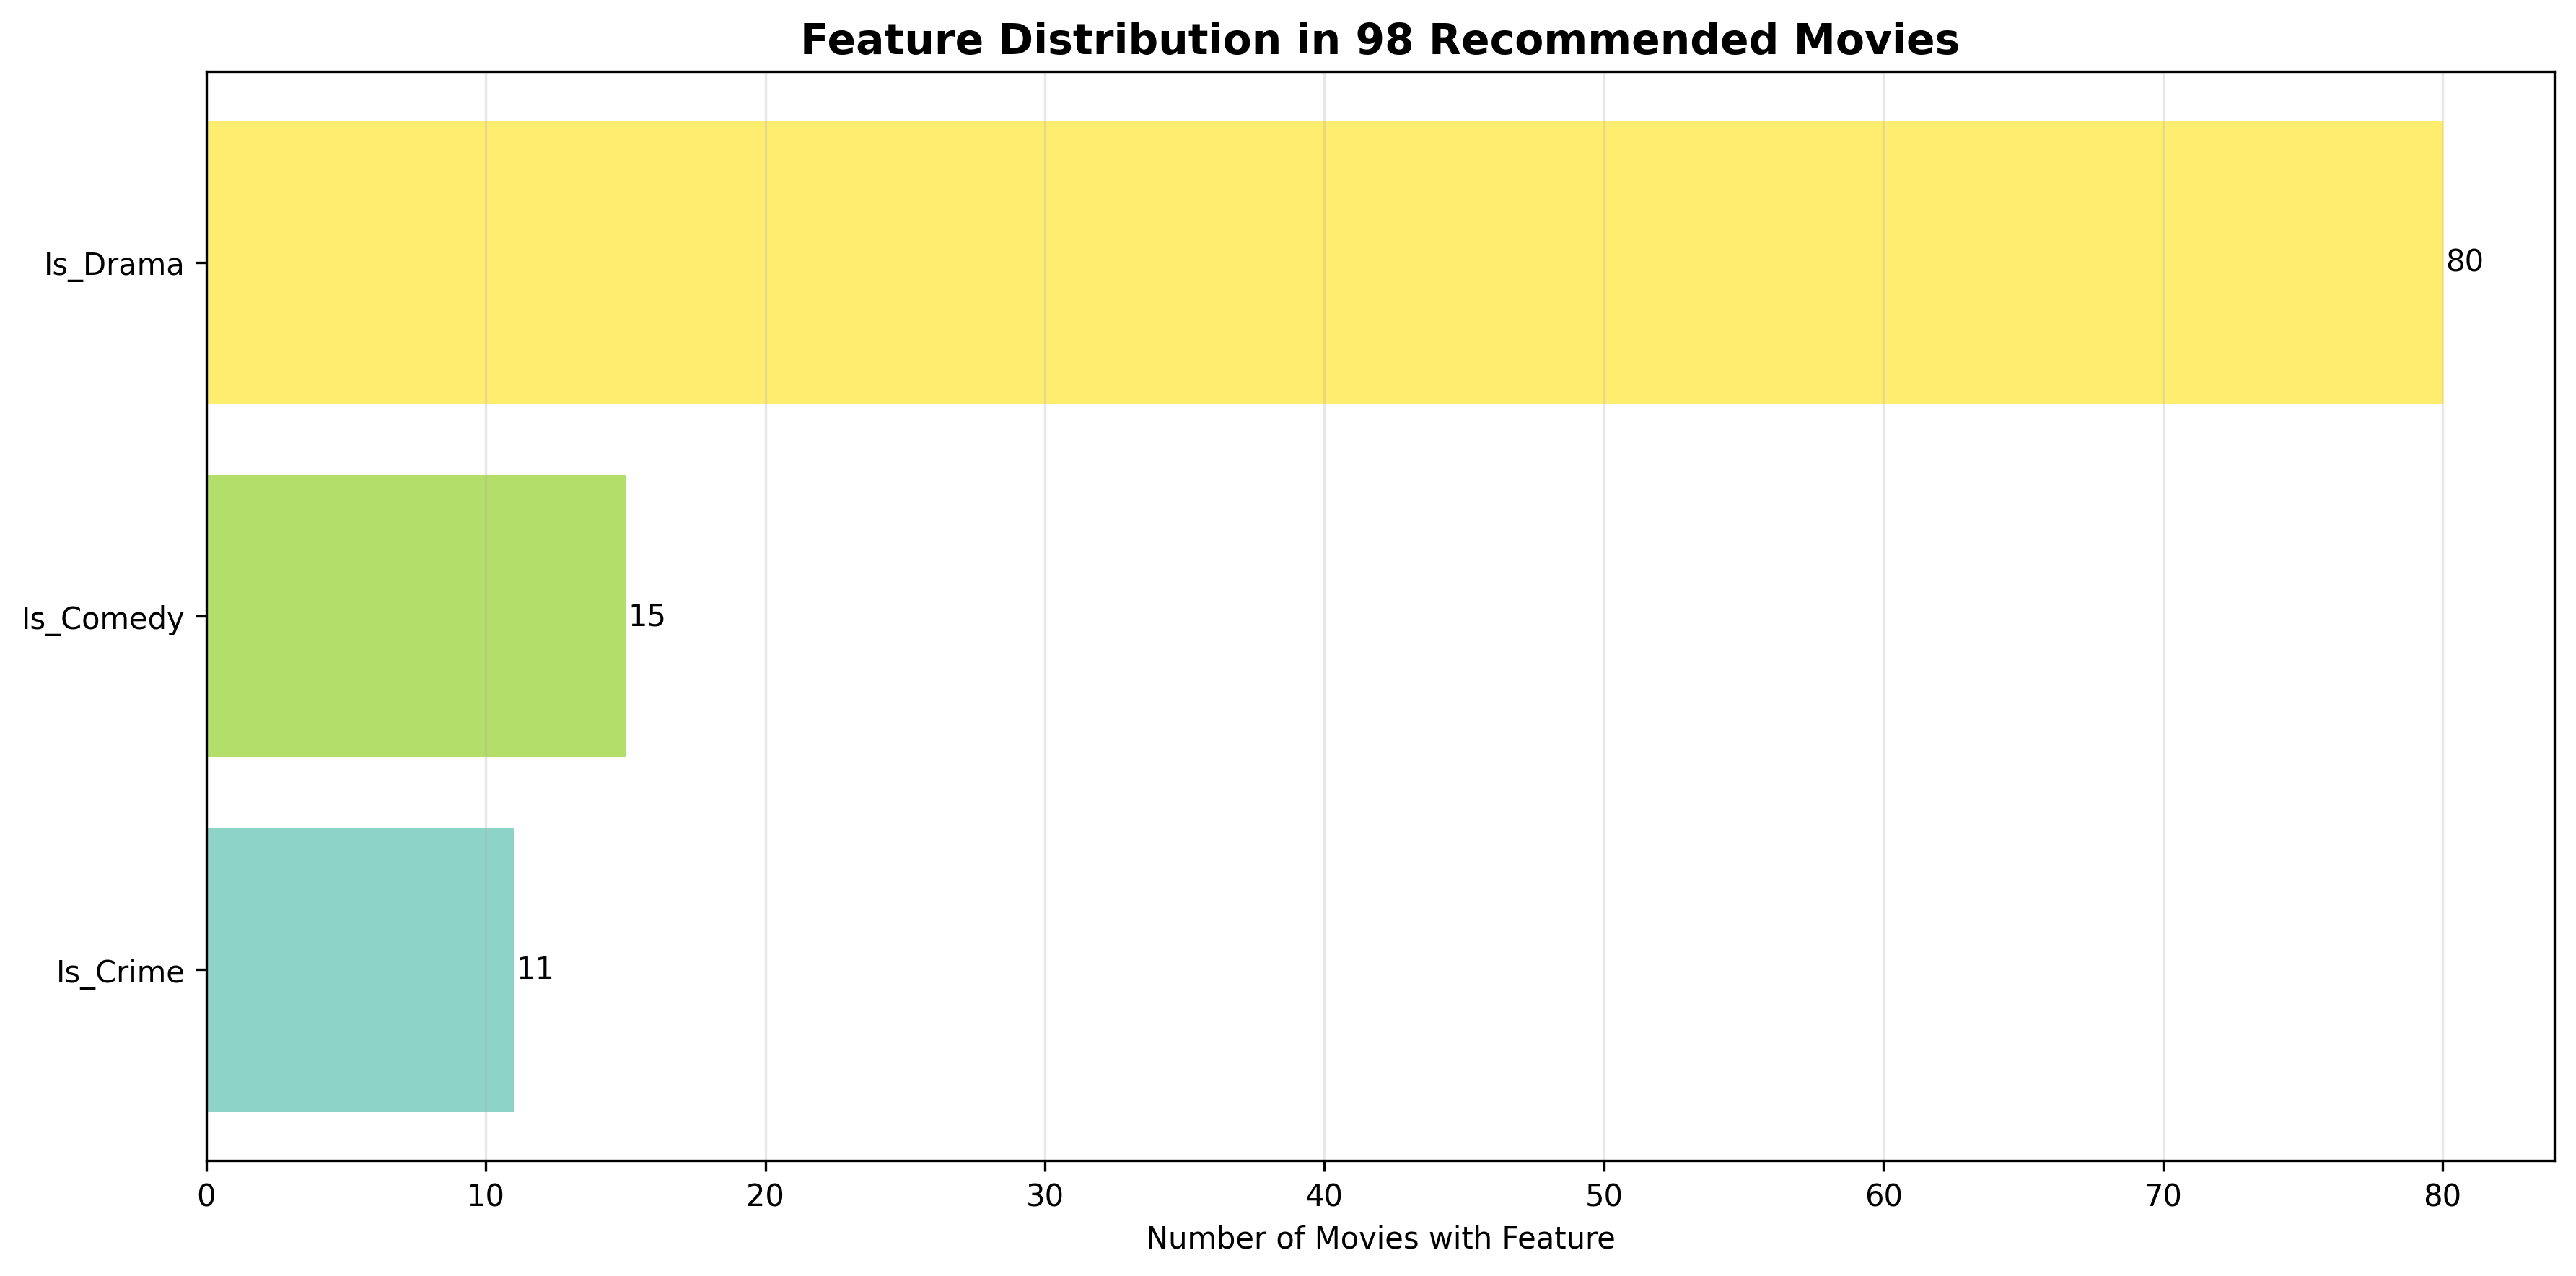 Feature Distribution in 98 Recommended Movies
Is_Drama
80
Is_Comedy
15
Is_Crime
11
0 10 20 30 40 50 60 70 80
Number of Movies with Feature